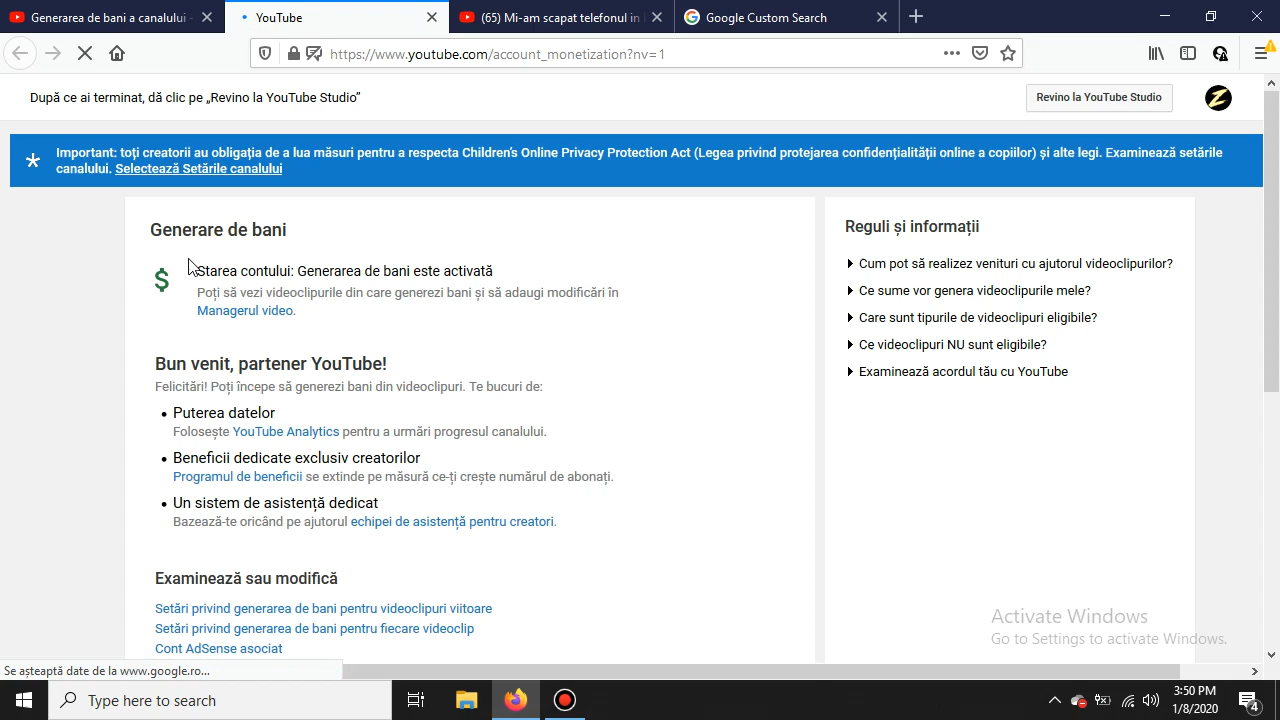 Generarea de bani a canalului
YouTube
(65) Mi-am scapat telefonul in
Google Custom Search
https://www.youtube.com/account_monetization?nv=1
După ce ai terminat, dă clic pe „Revino la YouTube Studio”
Revino la YouTube Studio
Important: toți creatorii au obligația de a lua măsuri pentru a respecta Children's Online Privacy Protection Act (Legea privind protejarea confidențialității online a copiilor) și alte legi. Examinează setările
canalului. Selectează Setările canalului
Generare de bani
Starea contului: Generarea de bani este activată
Poți să vezi videoclipurile din care generezi bani și să adaugi modificări în
Managerul video.
Bun venit, partener YouTube!
Felicitări! Poți începe să generezi bani din videoclipuri. Te bucuri de:
• Puterea datelor
Folosește YouTube Analytics pentru a urmări progresul canalului.
• Beneficii dedicate exclusiv creatorilor
Programul de beneficii se extinde pe măsură ce-ți crește numărul de abonați.
• Un sistem de asistență dedicat
Bazează-te oricând pe ajutorul echipei de asistență pentru creatori.
Examinează sau modifică
Setări privind generarea de bani pentru videoclipuri viitoare
Setări privind generarea de bani pentru fiecare videoclip
Cont AdSense asociat
Reguli și informații
Cum pot să realizez venituri cu ajutorul videoclipurilor?
Ce sume vor genera videoclipurile mele?
Care sunt tipurile de videoclipuri eligibile?
Ce videoclipuri NU sunt eligibile?
Examinează acordul tău cu YouTube
Activate Windows
Go to Settings to activate Windows.
Se așteaptă date de la www.google.ro...
Type here to search
3:50 PM
1/8/2020
4